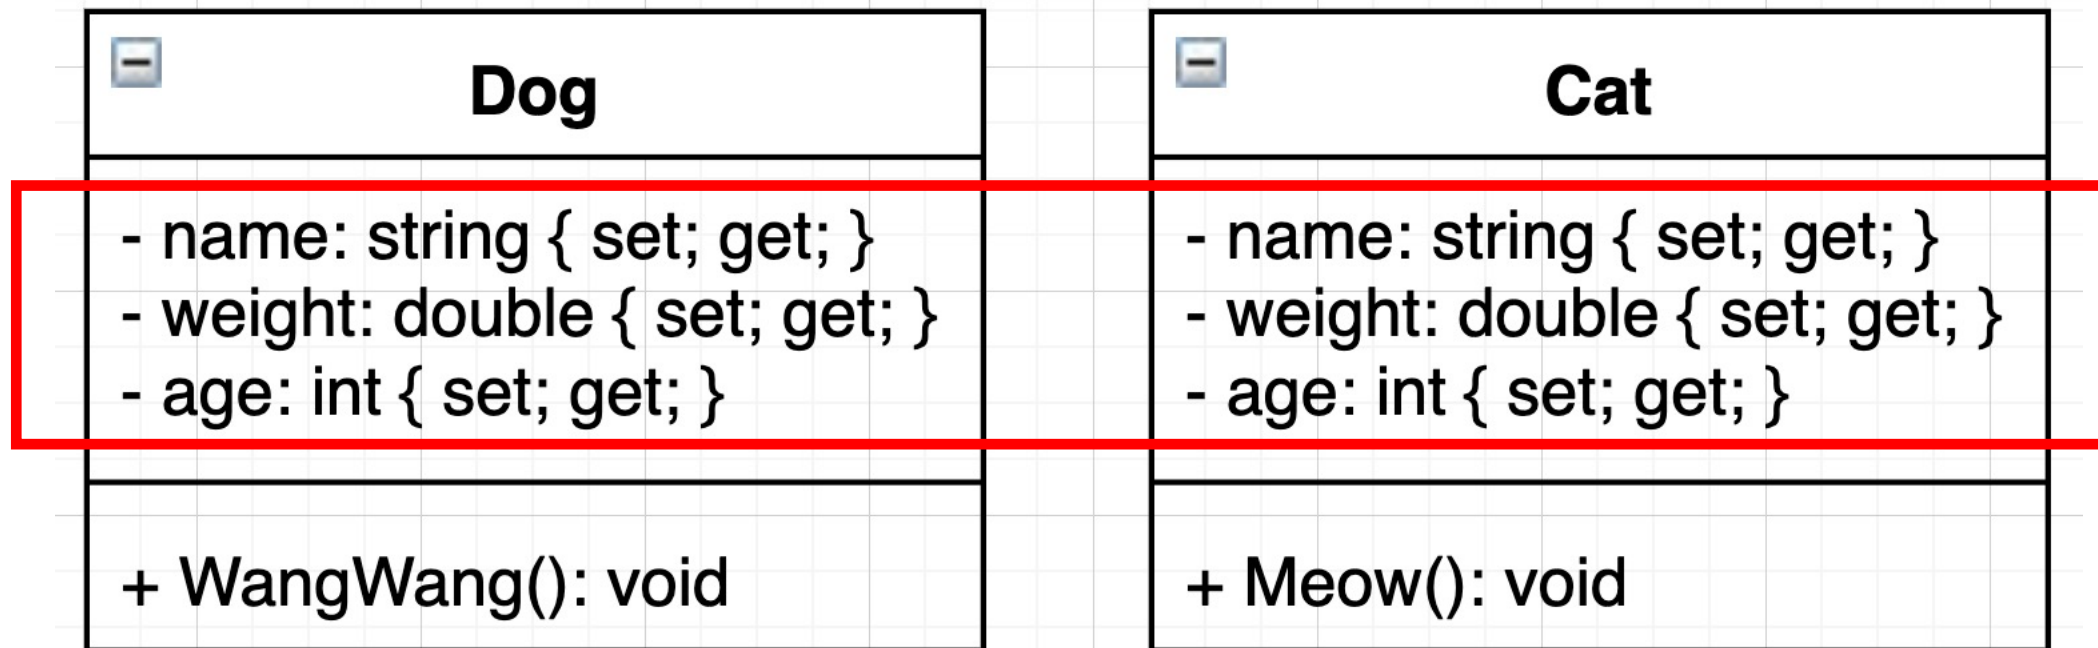 Dog
- name: string { set; get; }
- weight: double { set; get; }
- age: int { set; get; }
+ WangWang(): void
Cat
- name: string { set; get; }
- weight: double { set; get; }
- age: int { set; get; }
+ Meow(): void